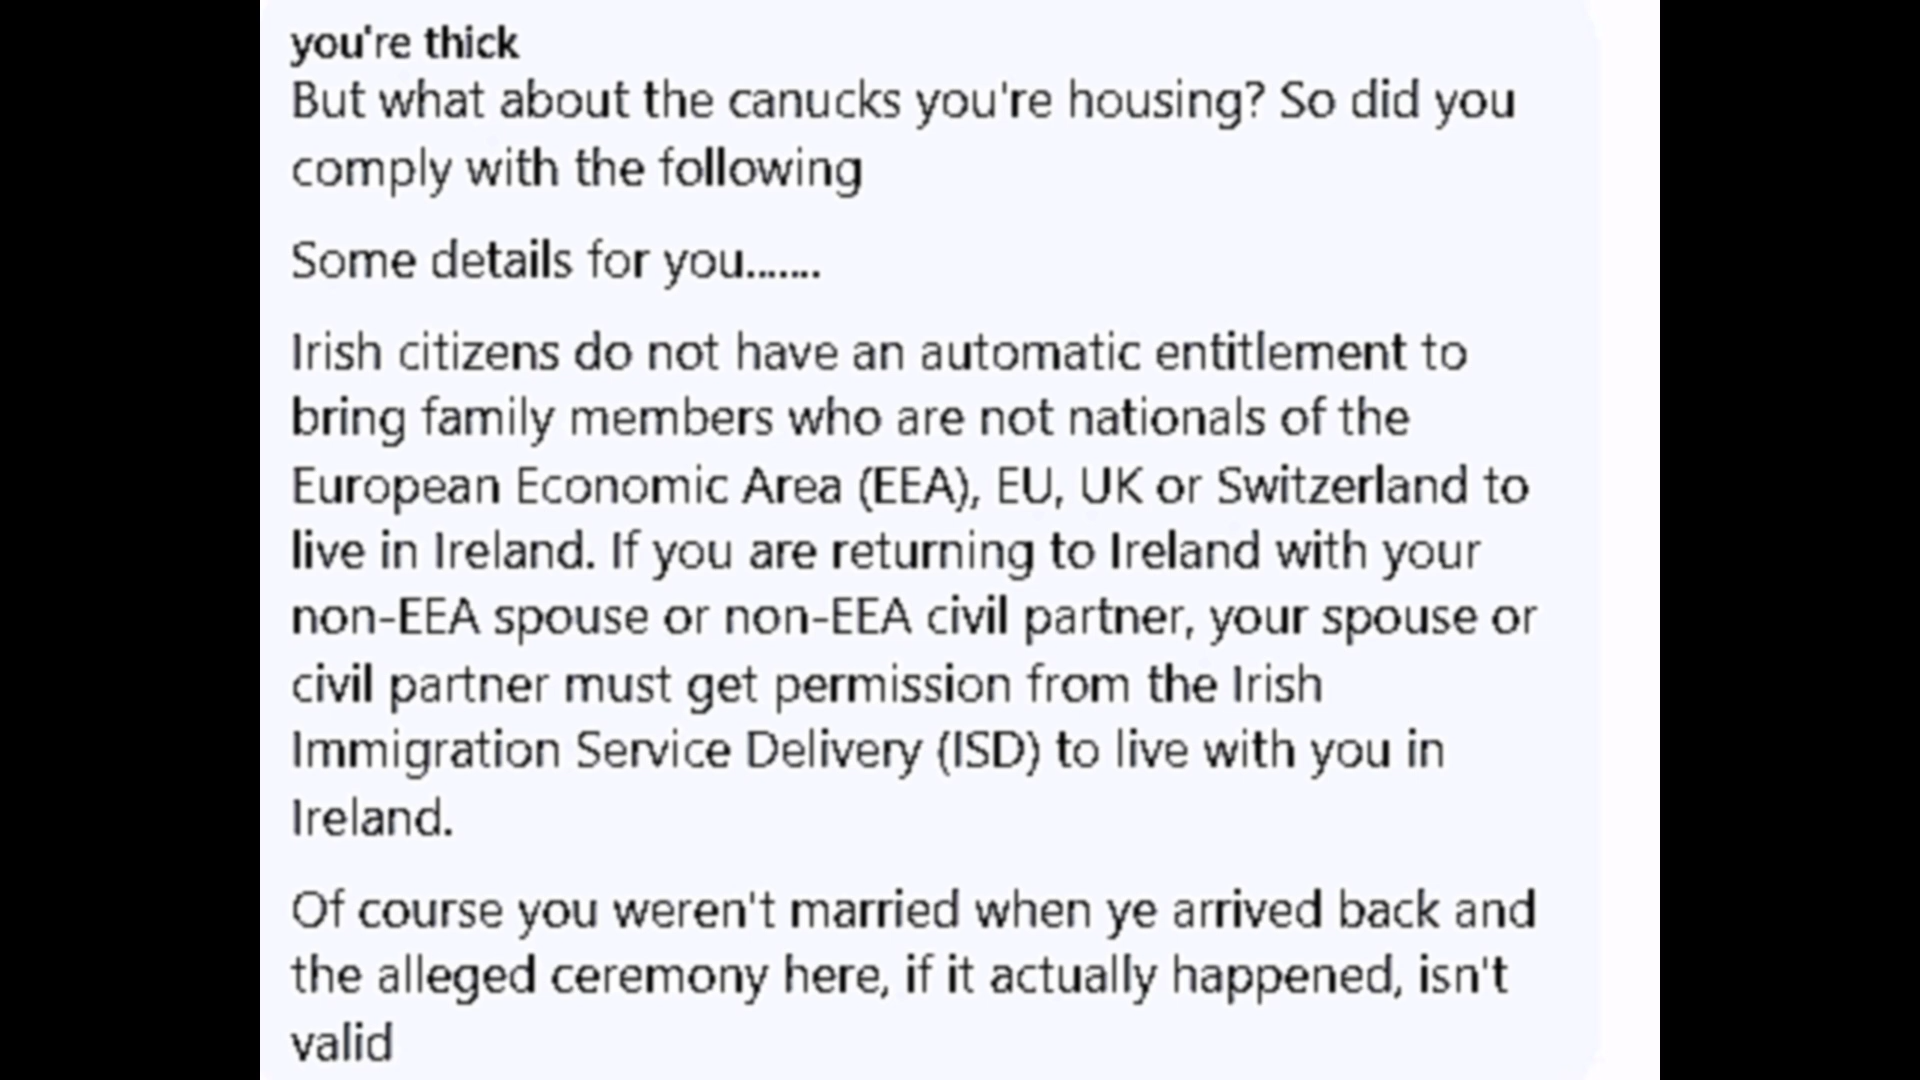 you're thick
But what about the canucks you're housing? So did you
comply with the following
Some details for you.......
Irish citizens do not have an automatic entitlement to
bring family members who are not nationals of the
European Economic Area (EEA), EU, UK or Switzerland to
live in Ireland. If you are returning to Ireland with your
non-EEA spouse or non-EEA civil partner, your spouse or
civil partner must get permission from the Irish
Immigration Service Delivery (ISD) to live with you in
Ireland.
Of course you weren't married when ye arrived back and
the alleged ceremony here, if it actually happened, isn't
valid